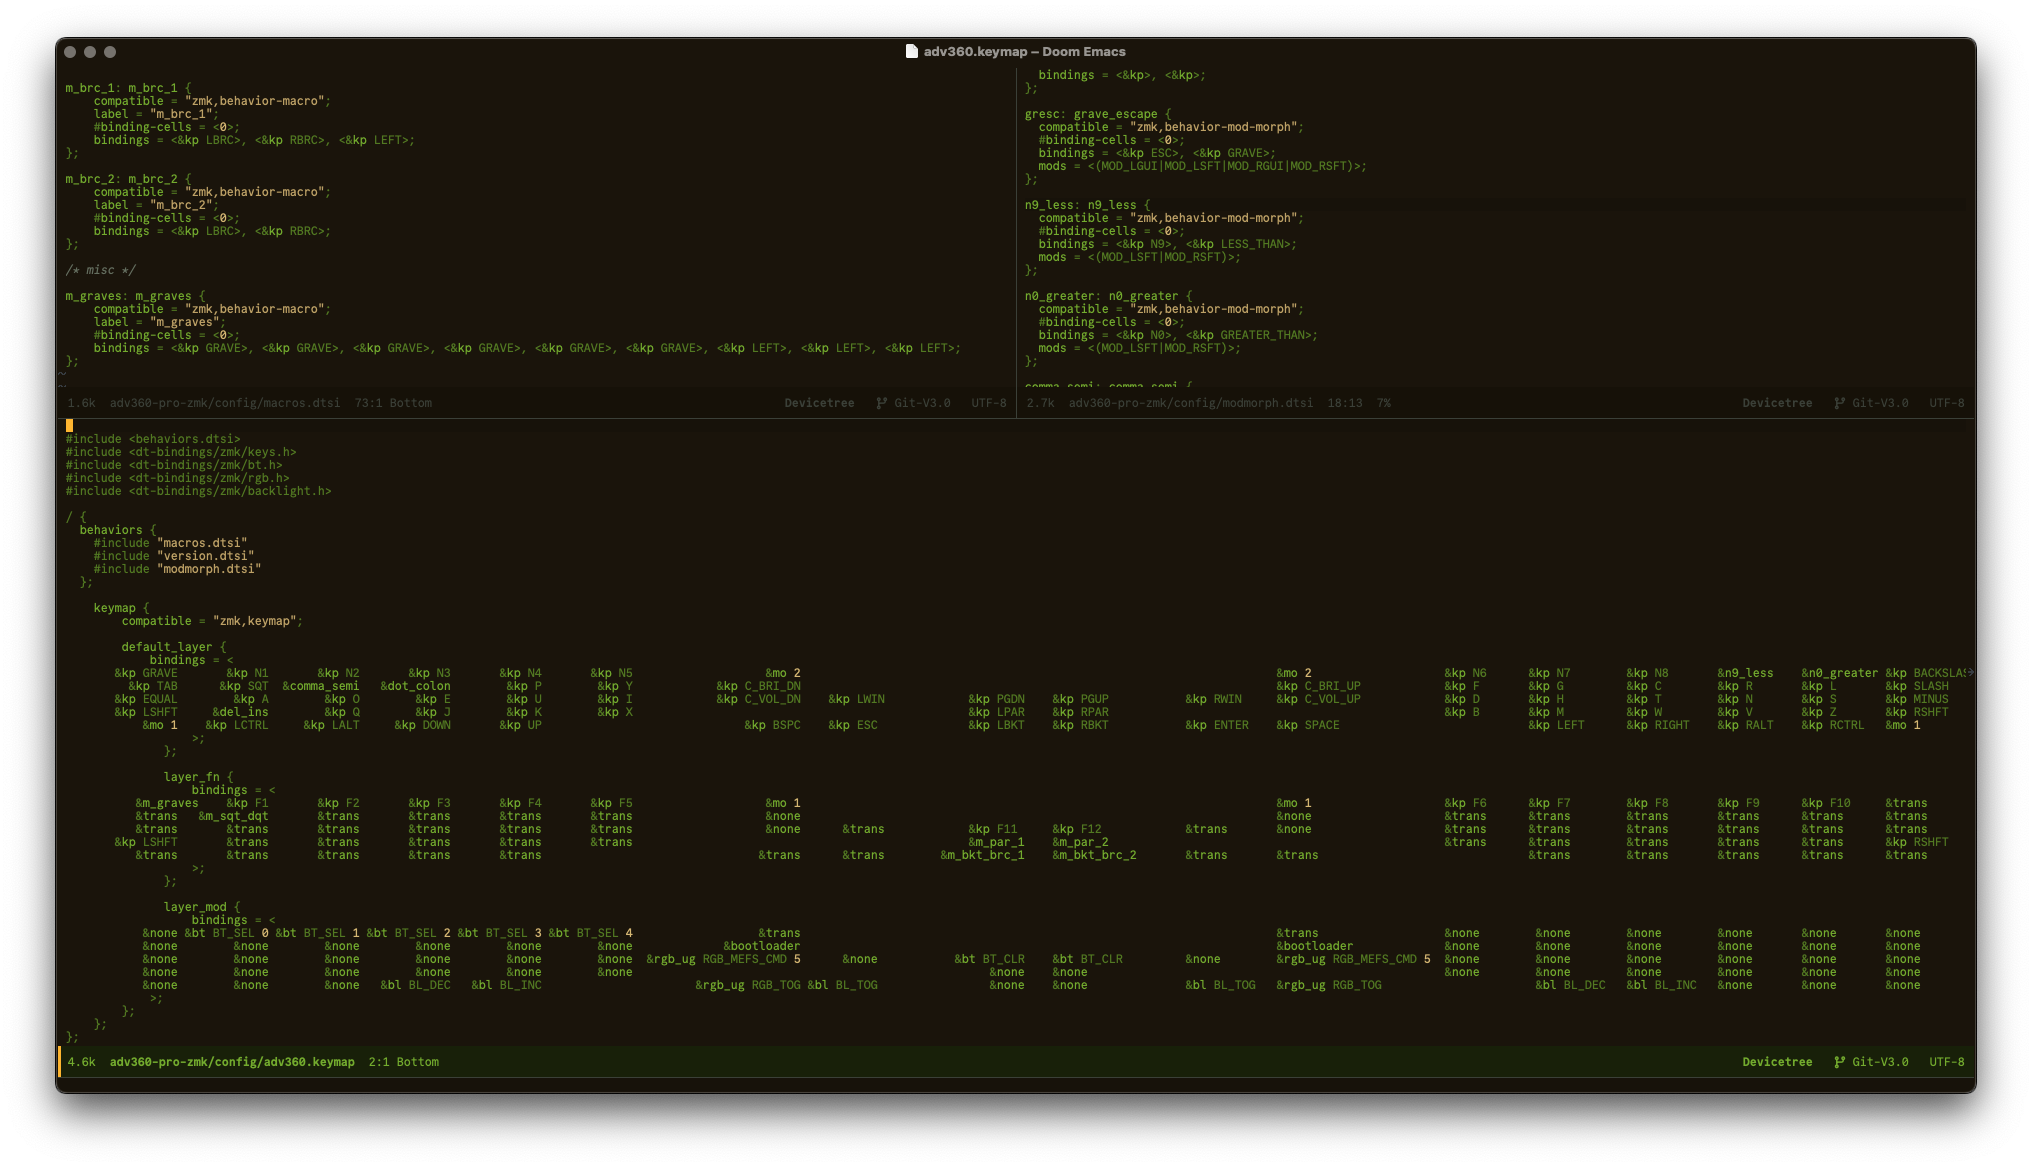 adv360.keymap – Doom Emacs
m_brc_1: m_brc_1 {
compatible = "zmk,behavior-macro";
label = "m_brc_1";
#binding-cells = <0>;
bindings = <&kp LBRC>, <&kp RBRC>, <&kp LEFT>;
};
m_brc_2: m_brc_2 {
compatible = "zmk,behavior-macro";
label = "m_brc_2";
#binding-cells = <0>;
bindings = <&kp LBRC>, <&kp RBRC>;
};
/* misc */
m_graves: m_graves {
compatible = "zmk,behavior-macro";
label = "m_graves";
#binding-cells = <0>;
bindings = <&kp GRAVE>, <&kp GRAVE>, <&kp GRAVE>, <&kp GRAVE>, <&kp GRAVE>, <&kp GRAVE>, <&kp LEFT>, <&kp LEFT>, <&kp LEFT>;
};
~
~
1.6k adv360-pro-zmk/config/macros.dtsi 73:1 Bottom Devicetree Git-V3.0 UTF-8
bindings = <&kp>, <&kp>;
};
gresc: grave_escape {
compatible = "zmk,behavior-mod-morph";
#binding-cells = <0>;
bindings = <&kp ESC>, <&kp GRAVE>;
mods = <(MOD_LGUI|MOD_LSFT|MOD_RGUI|MOD_RSFT)>;
};
n9_less: n9_less {
compatible = "zmk,behavior-mod-morph";
#binding-cells = <0>;
bindings = <&kp N9>, <&kp LESS_THAN>;
mods = <(MOD_LSFT|MOD_RSFT)>;
};
n0_greater: n0_greater {
compatible = "zmk,behavior-mod-morph";
#binding-cells = <0>;
bindings = <&kp N0>, <&kp GREATER_THAN>;
mods = <(MOD_LSFT|MOD_RSFT)>;
};
comma_semi: comma_semi {
2.7k adv360-pro-zmk/config/modmorph.dtsi 18:13 7% Devicetree Git-V3.0 UTF-8
#include <behaviors.dtsi>
#include <dt-bindings/zmk/keys.h>
#include <dt-bindings/zmk/bt.h>
#include <dt-bindings/zmk/rgb.h>
#include <dt-bindings/zmk/backlight.h>
/ {
behaviors {
#include "macros.dtsi"
#include "version.dtsi"
#include "modmorph.dtsi"
};
keymap {
compatible = "zmk,keymap";
default_layer {
bindings = <
&kp GRAVE &kp N1 &kp N2 &kp N3 &kp N4 &kp N5 &mo 2 &mo 2 &kp N6 &kp N7 &kp N8 &n9_less &n0_greater &kp BACKSLAS
&kp TAB &kp SQT &comma_semi &dot_colon &kp P &kp Y &kp C_BRI_DN &kp C_BRI_UP &kp F &kp G &kp C &kp R &kp L &kp SLASH
&kp EQUAL &kp A &kp O &kp E &kp U &kp I &kp C_VOL_DN &kp LWIN &kp PGDN &kp PGUP &kp RWIN &kp C_VOL_UP &kp D &kp H &kp T &kp N &kp S &kp MINUS
&kp LSHFT &del_ins &kp Q &kp J &kp K &kp X &kp LPAR &kp RPAR &kp B &kp M &kp W &kp V &kp Z &kp RSHFT
&mo 1 &kp LCTRL &kp LALT &kp DOWN &kp UP &kp BSPC &kp ESC &kp LBKT &kp RBKT &kp ENTER &kp SPACE &kp LEFT &kp RIGHT &kp RALT &kp RCTRL &mo 1
>;
};
layer_fn {
bindings = <
&m_graves &kp F1 &kp F2 &kp F3 &kp F4 &kp F5 &mo 1 &mo 1 &kp F6 &kp F7 &kp F8 &kp F9 &kp F10 &trans
&trans &m_sqt_dqt &trans &trans &trans &trans &none &none &trans &trans &trans &trans &trans &trans
&trans &trans &trans &trans &trans &trans &none &trans &kp F11 &kp F12 &trans &none &trans &trans &trans &trans &trans &trans
&kp LSHFT &trans &trans &trans &trans &trans &m_par_1 &m_par_2 &trans &trans &trans &trans &trans &kp RSHFT
&trans &trans &trans &trans &trans &trans &trans &m_bkt_brc_1 &m_bkt_brc_2 &trans &trans &trans &trans &trans &trans &trans
>;
};
layer_mod {
bindings = <
&none &bt BT_SEL 0 &bt BT_SEL 1 &bt BT_SEL 2 &bt BT_SEL 3 &bt BT_SEL 4 &trans &trans &none &none &none &none &none &none
&none &none &none &none &none &none &bootloader &bootloader &none &none &none &none &none &none
&none &none &none &none &none &none &rgb_ug RGB_MEFS_CMD 5 &none &bt BT_CLR &bt BT_CLR &none &rgb_ug RGB_MEFS_CMD 5 &none &none &none &none &none &none
&none &none &none &none &none &none &none &none &none &none &none &none &none &none
&none &none &none &bl BL_DEC &bl BL_INC &rgb_ug RGB_TOG &bl BL_TOG &none &none &bl BL_TOG &rgb_ug RGB_TOG &bl BL_DEC &bl BL_INC &none &none &none
>;
};
};
};
4.6k adv360-pro-zmk/config/adv360.keymap 2:1 Bottom Devicetree Git-V3.0 UTF-8